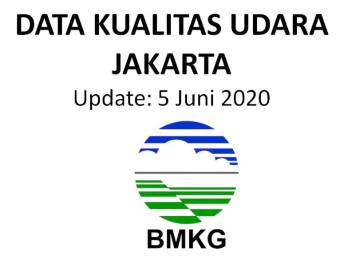 DATA KUALITAS UDARA
JAKARTA
Update: 5 Juni 2020
BMKG